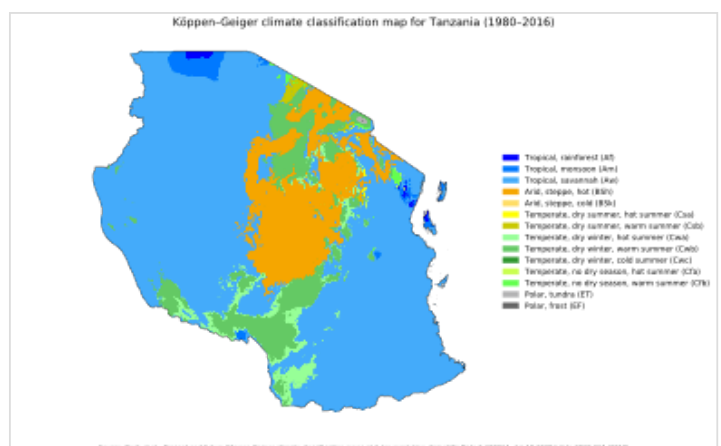 Köppen–Geiger climate classification map for Tanzania (1980–2016)
Tropical, rainforest (Af)
Tropical, monsoon (Am)
Tropical, savannah (Aw)
Arid, steppe, hot (BSh)
Arid, steppe, cold (BSk)
Temperate, dry summer, hot summer (Csa)
Temperate, dry summer, warm summer (Csb)
Temperate, dry winter, hot summer (Cwa)
Temperate, dry winter, warm summer (Cwb)
Temperate, dry winter, cold summer (Cwc)
Temperate, no dry season, hot summer (Cfa)
Temperate, no dry season, warm summer (Cfb)
Polar, tundra (ET)
Polar, frost (EF)